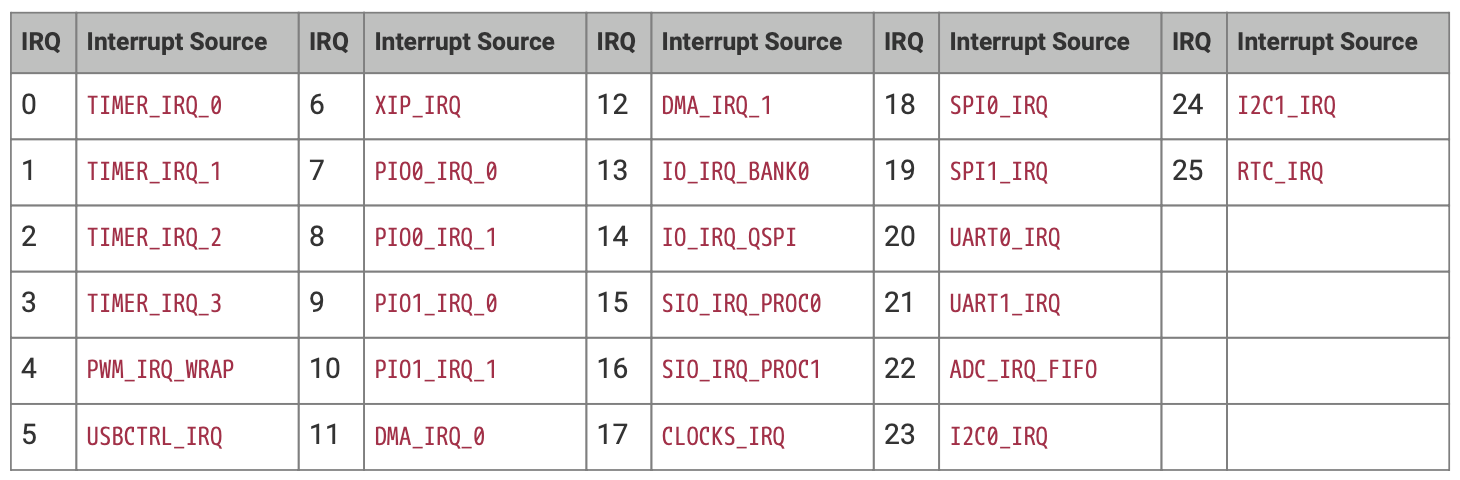 IRQ Interrupt Source IRQ Interrupt Source IRQ Interrupt Source IRQ Interrupt Source IRQ Interrupt Source
0 TIMER_IRQ_0 6 XIP_IRQ 12 DMA_IRQ_1 18 SPI0_IRQ 24 I2C1_IRQ
1 TIMER_IRQ_1 7 PIO0_IRQ_0 13 IO_IRQ_BANK0 19 SPI1_IRQ 25 RTC_IRQ
2 TIMER_IRQ_2 8 PIO0_IRQ_1 14 IO_IRQ_QSPI 20 UART0_IRQ
3 TIMER_IRQ_3 9 PIO1_IRQ_0 15 SIO_IRQ_PROC0 21 UART1_IRQ
4 PWM_IRQ_WRAP 10 PIO1_IRQ_1 16 SIO_IRQ_PROC1 22 ADC_IRQ_FIFO
5 USBCTRL_IRQ 11 DMA_IRQ_0 17 CLOCKS_IRQ 23 I2C0_IRQ